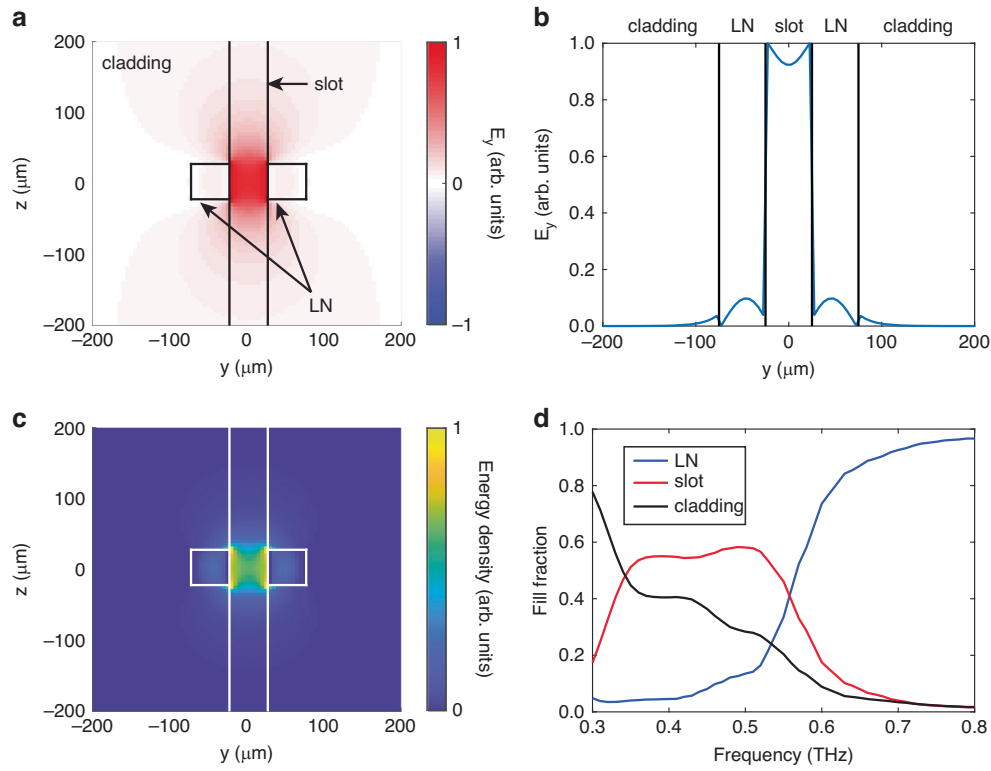 a
200
100
0
−100
−200
z (μm)
−200
−100
0
100
200
y (μm)
cladding
slot
LN
1
0
−1
E_y (arb. units)
b
cladding LN slot LN cladding
1.0
0.8
0.6
0.4
0.2
0.0
E_y (arb. units)
−200
−100
0
100
200
y (μm)
c
200
100
0
−100
−200
z (μm)
−200
−100
0
100
200
y (μm)
1
0
Energy density (arb. units)
d
1.0
0.8
0.6
0.4
0.2
0.0
Fill fraction
LN
slot
cladding
0.3
0.4
0.5
0.6
0.7
0.8
Frequency (THz)